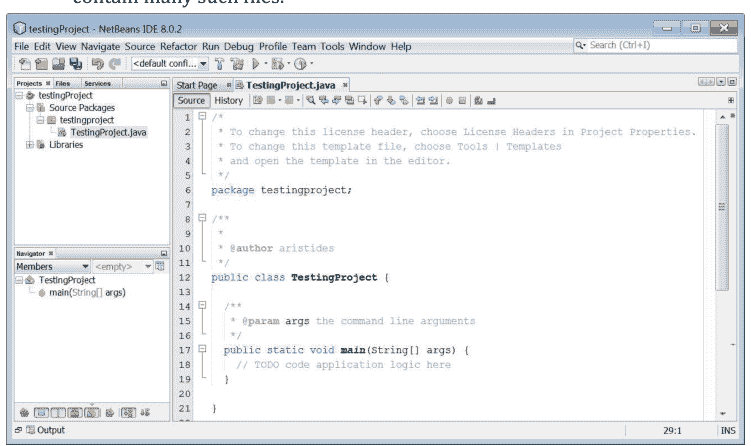 contain many such files.
testingProject - NetBeans IDE 8.0.2
File Edit View Navigate Source Refactor Run Debug Profile Team Tools Window Help
Search (Ctrl+I)
<default confi...
Projects Files Services
testingProject
Source Packages
testingproject
TestingProject.java
Libraries
Navigator
Members <empty>
TestingProject
main(String[] args)
Start Page TestingProject.java
Source History
1 /*
2 * To change this license header, choose License Headers in Project Properties.
3 * To change this template file, choose Tools | Templates
4 * and open the template in the editor.
5 */
6 package testingproject;
7
8 /**
9 *
10 * @author aristides
11 */
12 public class TestingProject {
13
14 /**
15 * @param args the command line arguments
16 */
17 public static void main(String[] args) {
18 // TODO code application logic here
19 }
20
21 }
Output
29:1 INS